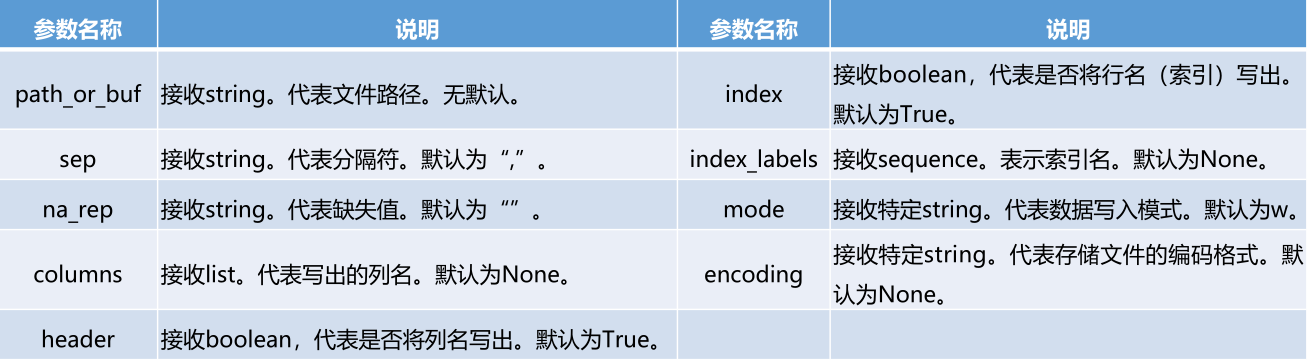 参数名称 说明 参数名称 说明
path_or_buf 接收string。代表文件路径。无默认。 index 接收boolean，代表是否将行名（索引）写出。
默认为True。
sep 接收string。代表分隔符。默认为“,”。 index_labels 接收sequence。表示索引名。默认为None。
na_rep 接收string。代表缺失值。默认为“”。 mode 接收特定string。代表数据写入模式。默认为w。
columns 接收list。代表写出的列名。默认为None。 encoding 接收特定string。代表存储文件的编码格式。默
认为None。
header 接收boolean，代表是否将列名写出。默认为True。